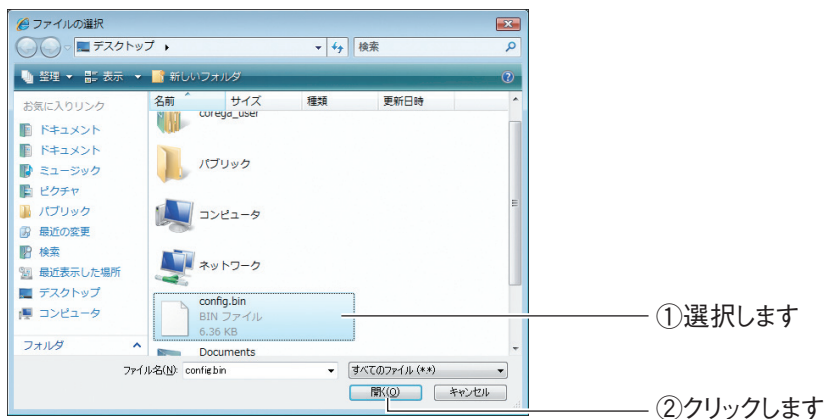 ファイルの選択
デスクトップ
検索
整理 表示 新しいフォルダ
お気に入りリンク
ドキュメント
ドキュメント
ミュージック
ピクチャ
パブリック
最近の変更
検索
最近表示した場所
デスクトップ
コンピュータ
フォルダ
名前 サイズ 種類 更新日時
corega_user
パブリック
コンピュータ
ネットワーク
config.bin
BIN ファイル
6.36 KB
Documents
ファイル名(N): config.bin すべてのファイル (*.*)
開く(O) キャンセル
①選択します
②クリックします